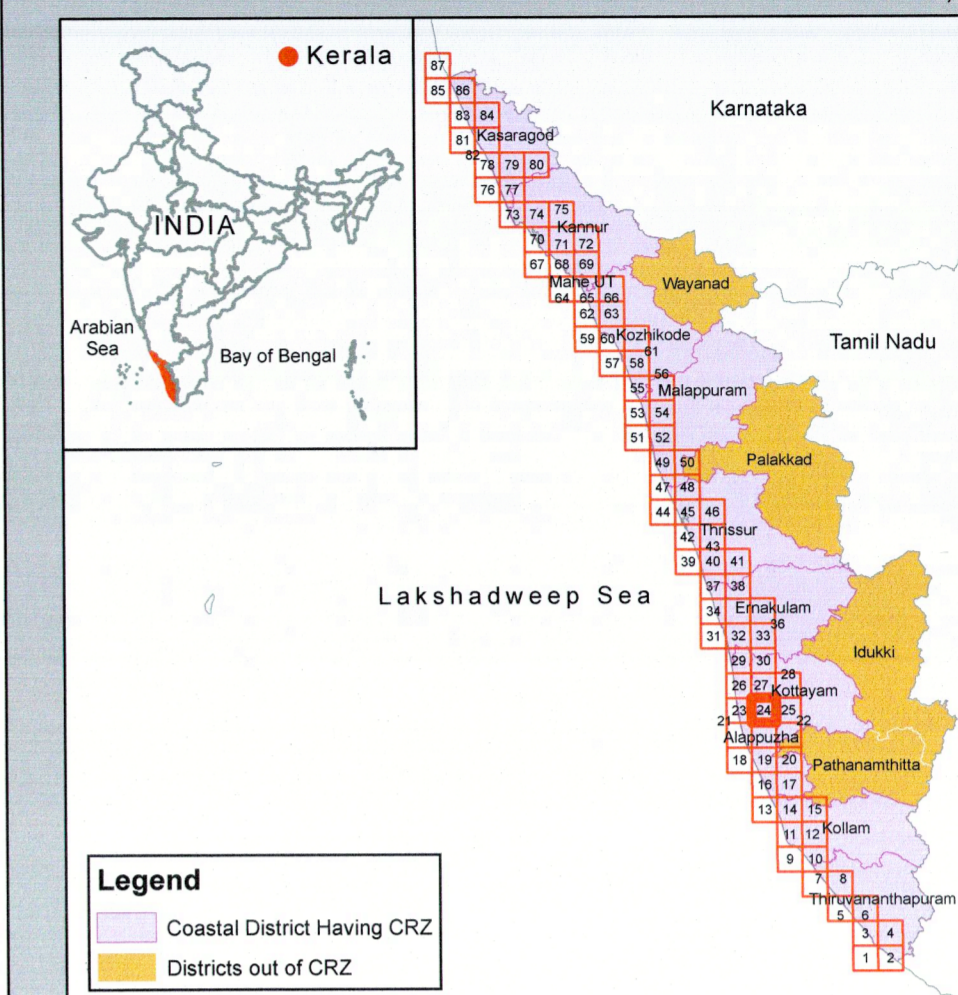 Kerala
INDIA
Arabian
Sea
Bay of Bengal
Karnataka
Tamil Nadu
Lakshadweep Sea
87
85 86
83 84
Kasaragod
81
82
78 79 80
76 77
73 74 75
Kannur
70 71 72
67 68 69
Mahe UT
64 65 66
Wayanad
62 63
59 60 Kozhikode
61
57 58
56
55 Malappuram
53 54
51 52
49 50 Palakkad
47 48
44 45 46
Thrissur
42 43
39 40 41
37 38
34 Ernakulam
36
31 32 33
29 30 Idukki
28
26 27 Kottayam
23 24 25
21 22
Alappuzha
18 19 20 Pathanamthitta
16 17
13 14 15
11 12 Kollam
9 10
7 8
Thiruvananthapuram
5 6
3 4
1 2
Legend
Coastal District Having CRZ
Districts out of CRZ